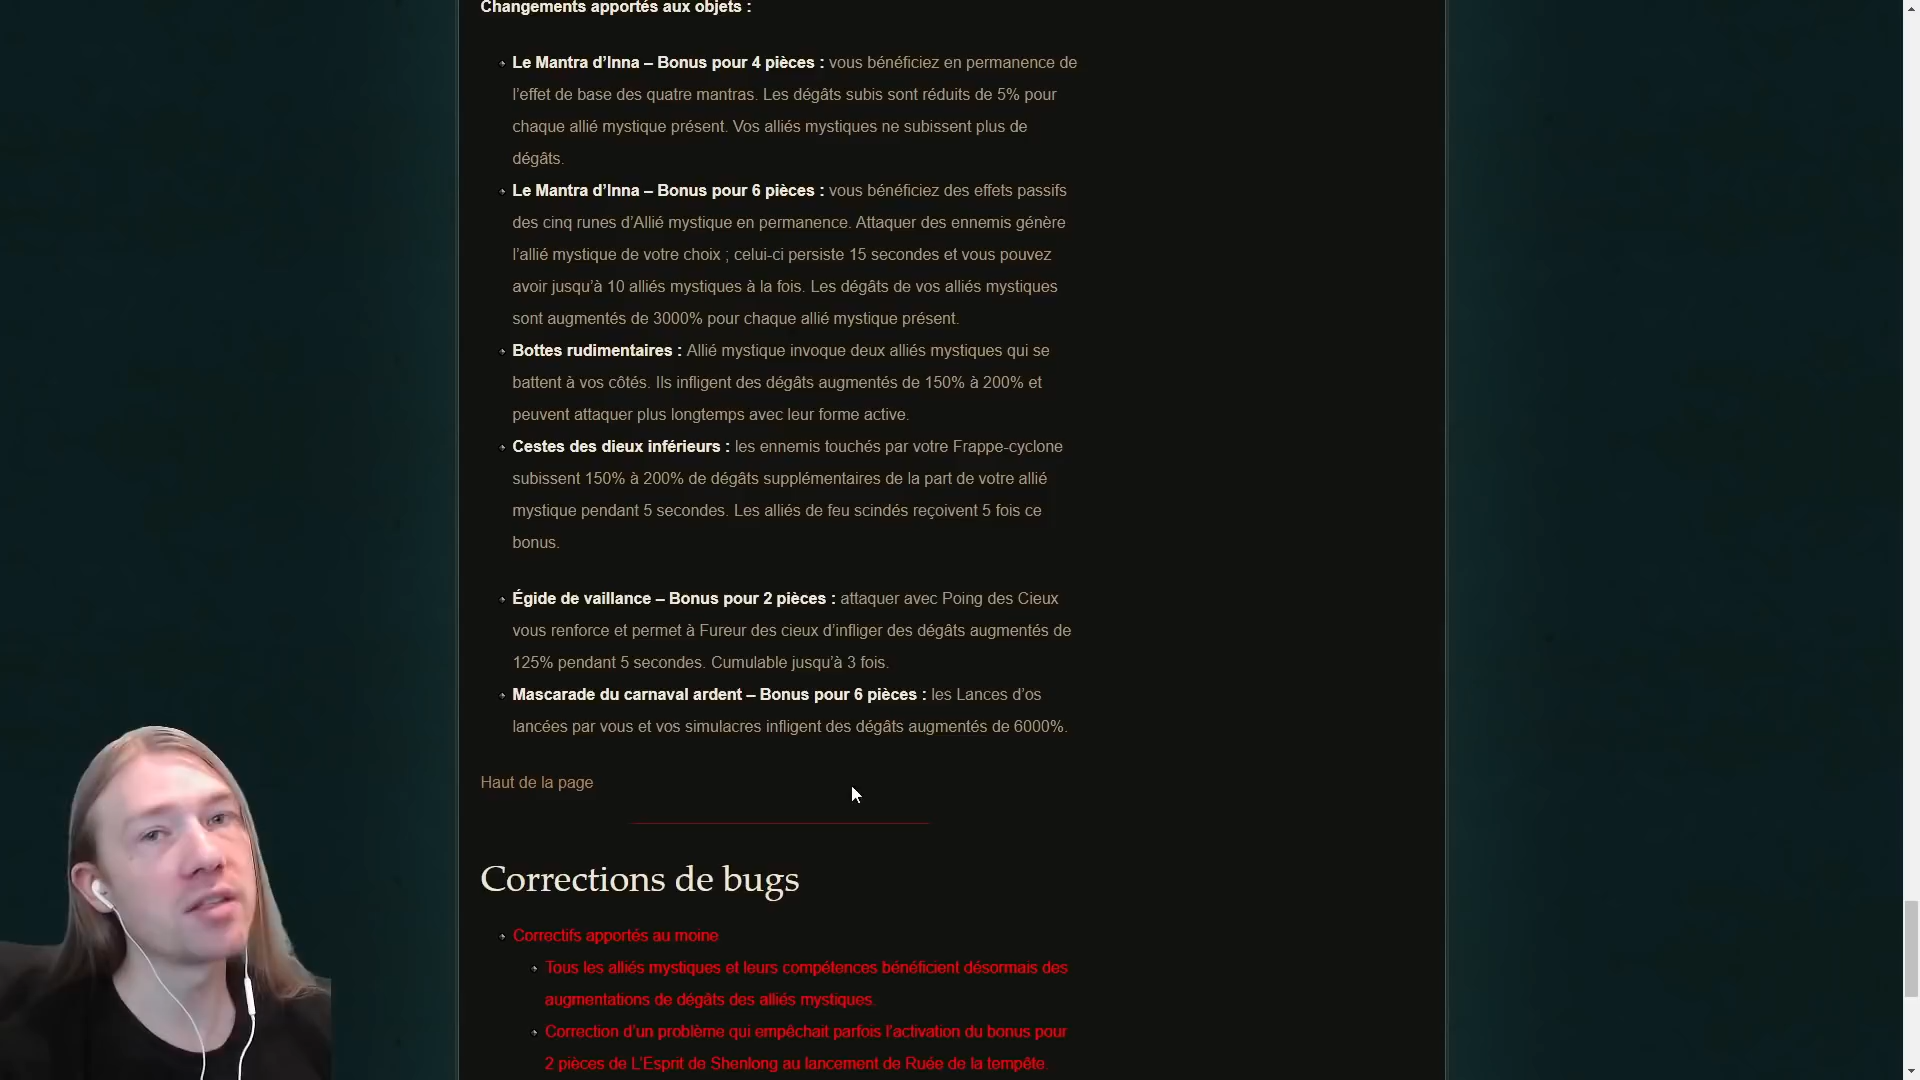 Changements apportés aux objets :
Le Mantra d'Inna – Bonus pour 4 pièces : vous bénéficiez en permanence de
l'effet de base des quatre mantras. Les dégâts subis sont réduits de 5% pour
chaque allié mystique présent. Vos alliés mystiques ne subissent plus de
dégâts.
Le Mantra d'Inna – Bonus pour 6 pièces : vous bénéficiez des effets passifs
des cinq runes d'Allié mystique en permanence. Attaquer des ennemis génère
l'allié mystique de votre choix ; celui-ci persiste 15 secondes et vous pouvez
avoir jusqu'à 10 alliés mystiques à la fois. Les dégâts de vos alliés mystiques
sont augmentés de 3000% pour chaque allié mystique présent.
Bottes rudimentaires : Allié mystique invoque deux alliés mystiques qui se
battent à vos côtés. Ils infligent des dégâts augmentés de 150% à 200% et
peuvent attaquer plus longtemps avec leur forme active.
Cestes des dieux inférieurs : les ennemis touchés par votre Frappe-cyclone
subissent 150% à 200% de dégâts supplémentaires de la part de votre allié
mystique pendant 5 secondes. Les alliés de feu scindés reçoivent 5 fois ce
bonus.
Égide de vaillance – Bonus pour 2 pièces : attaquer avec Poing des Cieux
vous renforce et permet à Fureur des cieux d'infliger des dégâts augmentés de
125% pendant 5 secondes. Cumulable jusqu'à 3 fois.
Mascarade du carnaval ardent – Bonus pour 6 pièces : les Lances d'os
lancées par vous et vos simulacres infligent des dégâts augmentés de 6000%.
Haut de la page
Corrections de bugs
Correctifs apportés au moine
Tous les alliés mystiques et leurs compétences bénéficient désormais des
augmentations de dégâts des alliés mystiques.
Correction d'un problème qui empêchait parfois l'activation du bonus pour
2 pièces de L'Esprit de Shenlong au lancement de Ruée de la tempête.